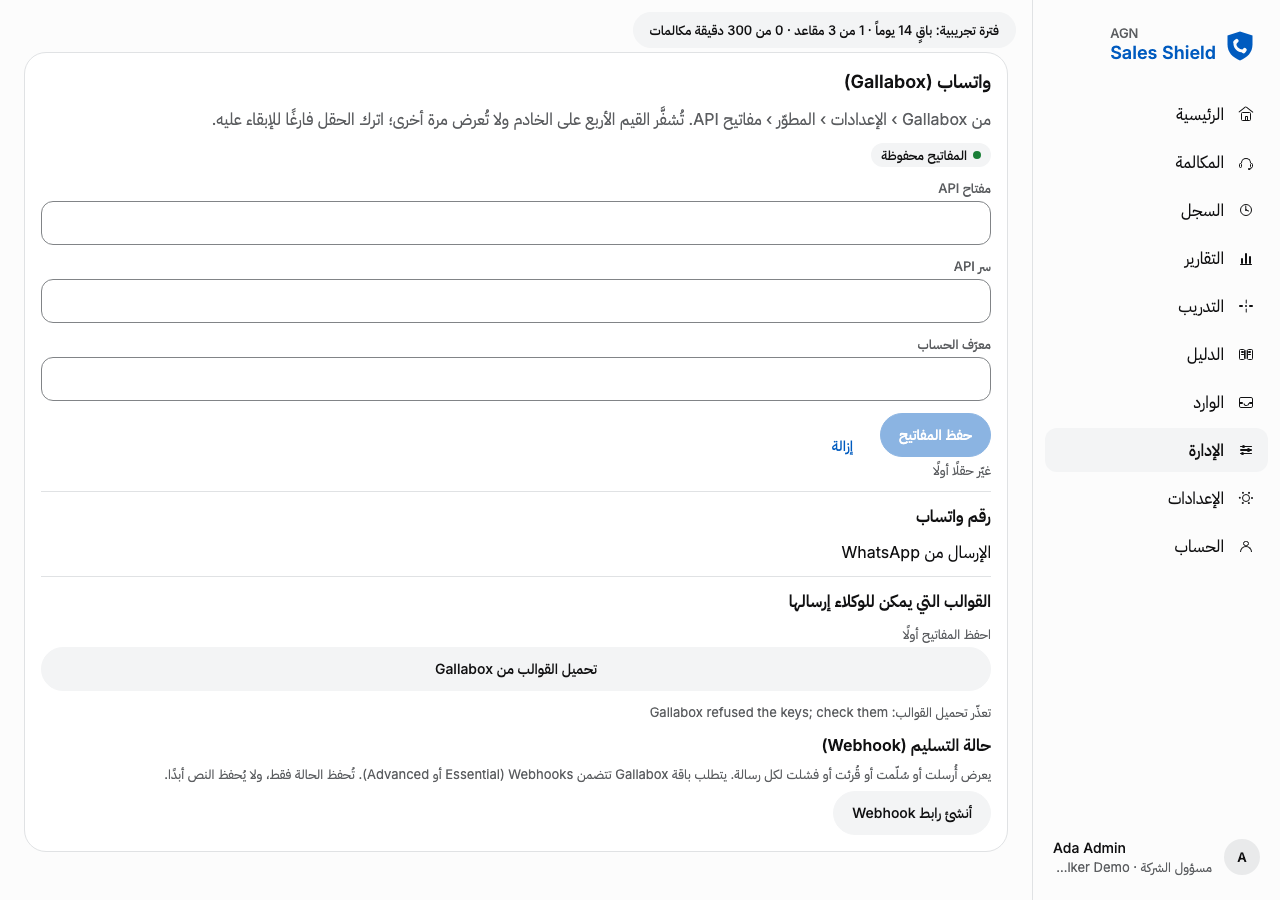 فترة تجريبية: باقٍ 14 يوماً · 1 من 3 مقاعد · 0 من 300 دقيقة مكالمات
AGN
Sales Shield
الرئيسية
المكالمة
السجل
التقارير
التدريب
الدليل
الوارد
الإدارة
الإعدادات
الحساب
Ada Admin
مسؤول الشركة · lker Demo...
A
واتساب (Gallabox)
من Gallabox › الإعدادات › المطوّر › مفاتيح API. تُشفَّر القيم الأربع على الخادم ولا تُعرض مرة أخرى؛ اترك الحقل فارغًا للإبقاء عليه.
المفاتيح محفوظة
مفتاح API
سر API
معرّف الحساب
حفظ المفاتيح
إزالة
غيّر حقلًا أولًا
رقم واتساب
الإرسال من WhatsApp
القوالب التي يمكن للوكلاء إرسالها
احفظ المفاتيح أولًا
تحميل القوالب من Gallabox
تعذّر تحميل القوالب: Gallabox refused the keys; check them
حالة التسليم (Webhook)
يعرض أُرسلت أو سُلّمت أو قُرئت أو فشلت لكل رسالة. يتطلب باقة Gallabox تتضمن Webhooks (Essential أو Advanced). تُحفظ الحالة فقط، ولا يُحفظ النص أبدًا.
أنشئ رابط Webhook